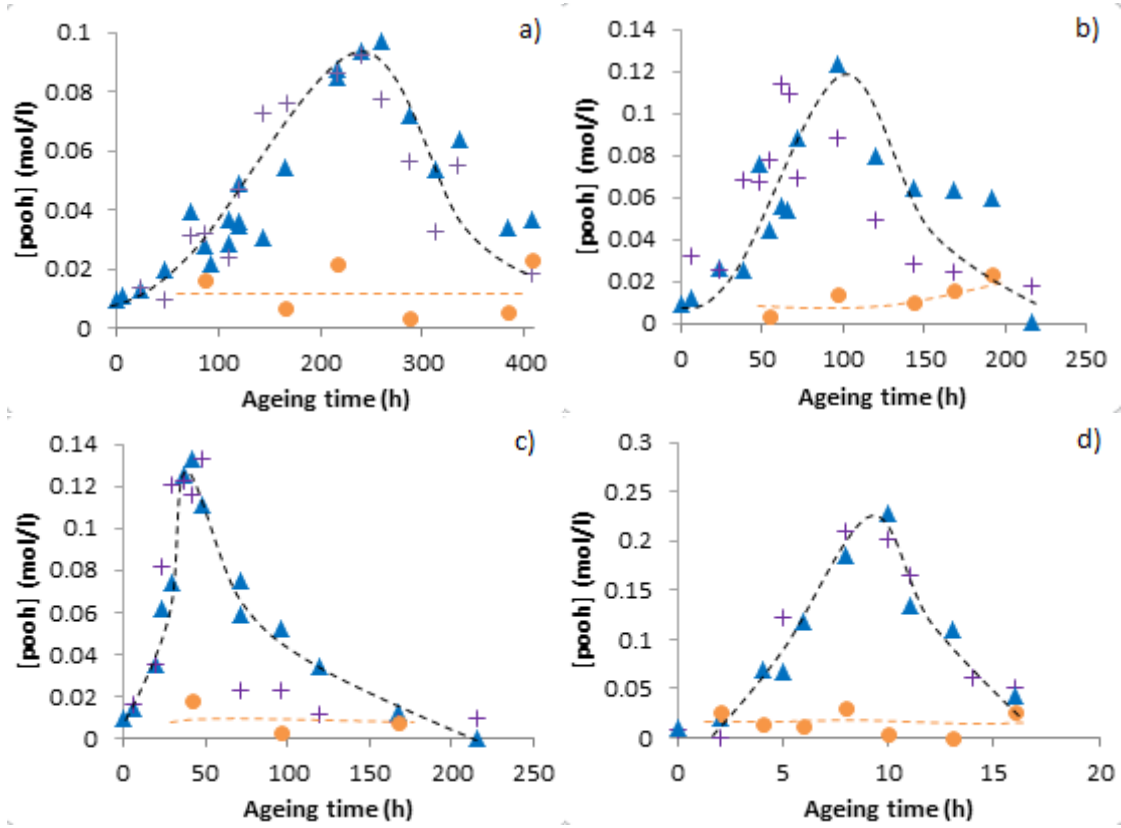 a)
[pooh] (mol/l)
0.1
0.08
0.06
0.04
0.02
0
0 100 200 300 400
Ageing time (h)
b)
[pooh] (mol/l)
0.14
0.12
0.1
0.08
0.06
0.04
0.02
0
0 50 100 150 200 250
Ageing time (h)
c)
[pooh] (mol/l)
0.14
0.12
0.1
0.08
0.06
0.04
0.02
0
0 50 100 150 200 250
Ageing time (h)
d)
[pooh] (mol/l)
0.3
0.25
0.2
0.15
0.1
0.05
0
0 5 10 15 20
Ageing time (h)